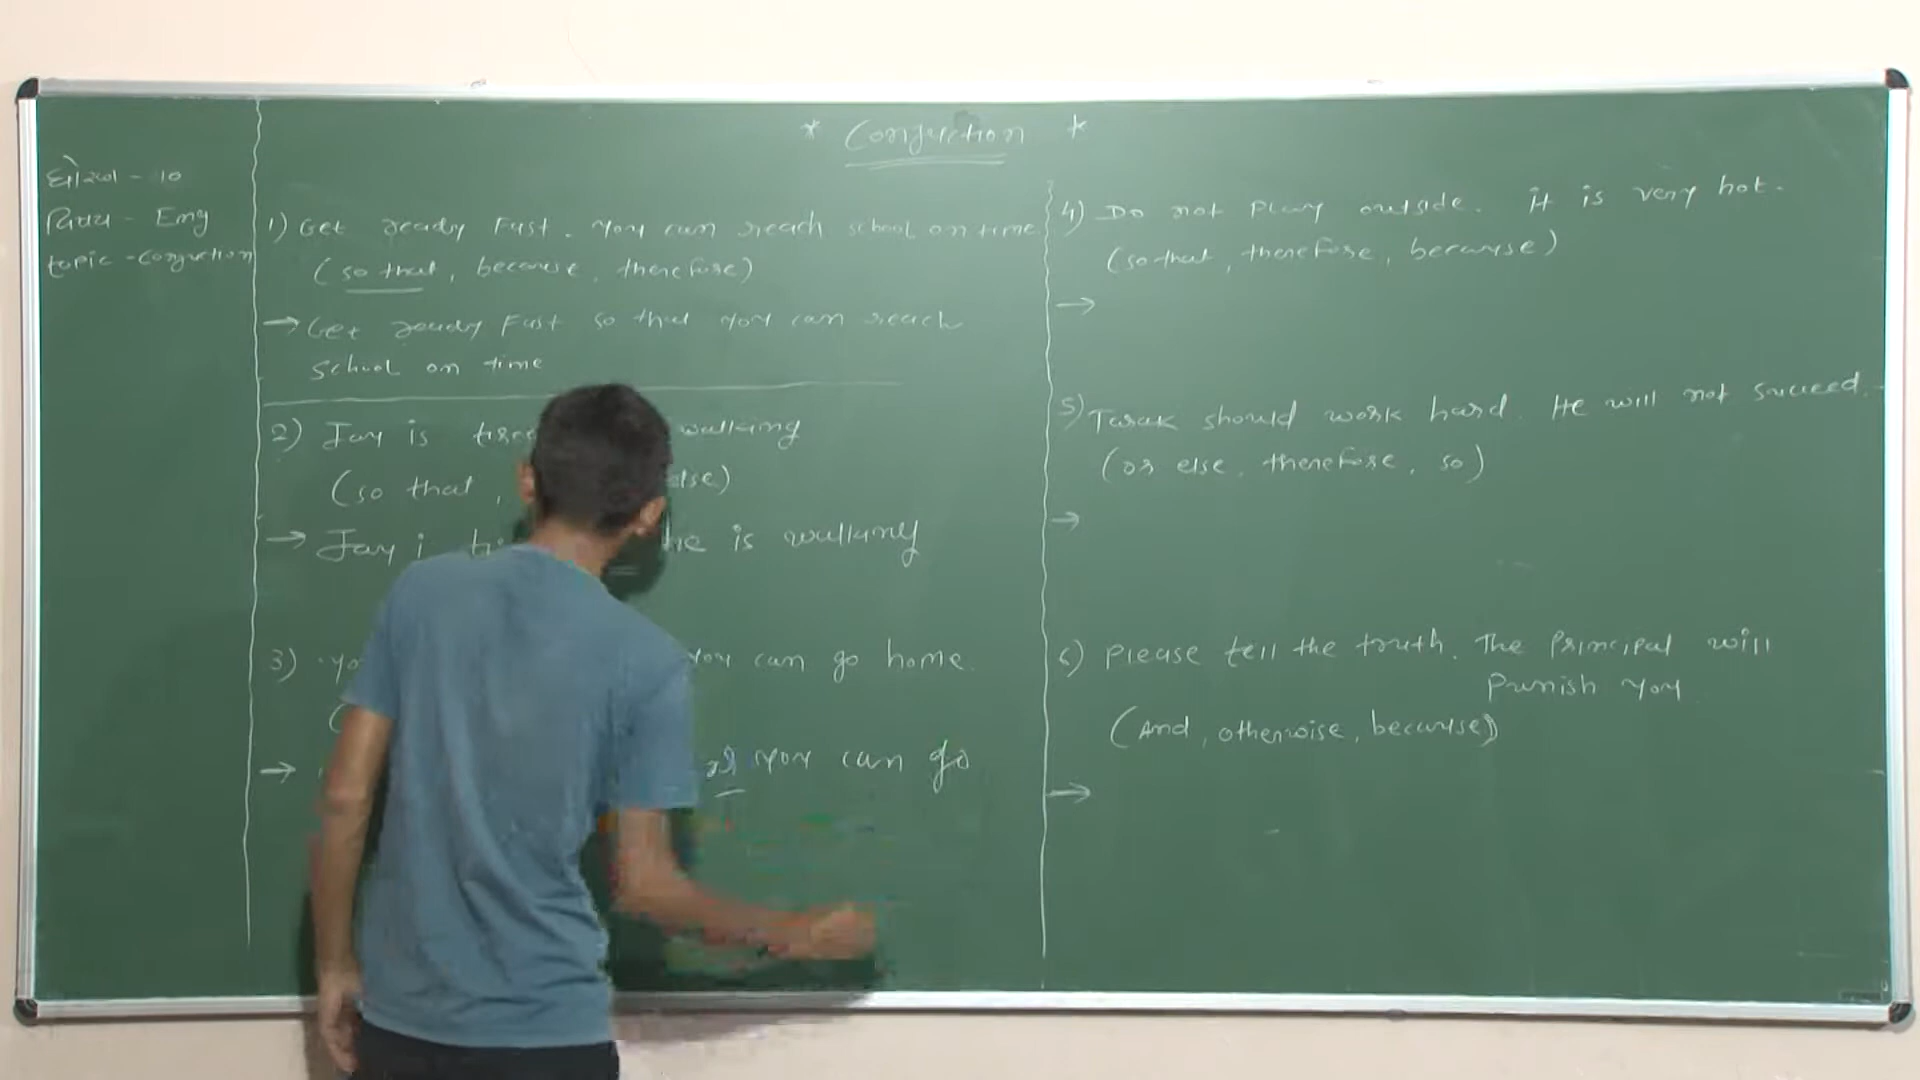 * Conjuction *
ધોરણ - 10
વિષય - Eng
topic - conjuction
1) Get ready Fast. you can reach school on time.
(so that, because, therefore)
→ Get ready Fast so that you can reach
school on time
2) Jay is walking
(so that,
→ Jay i he is walking
3) you can go home.
→ or you can go
4) Do not play outside. it is very hot.
(so that, therefore, because)
→
5) Tarak should work hard. He will not succeed.
(or else, therefore, so)
→
6) Please tell the truth. The Principal will
Punish you
(And, otherwise, because)
→